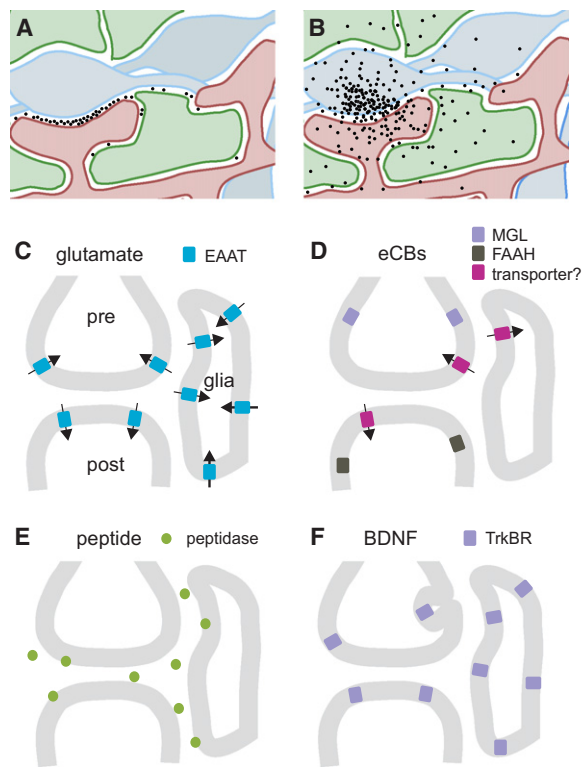 A
B
C glutamate EAAT
pre
glia
post
D eCBs MGL
FAAH
transporter?
E peptide peptidase
F BDNF TrkBR